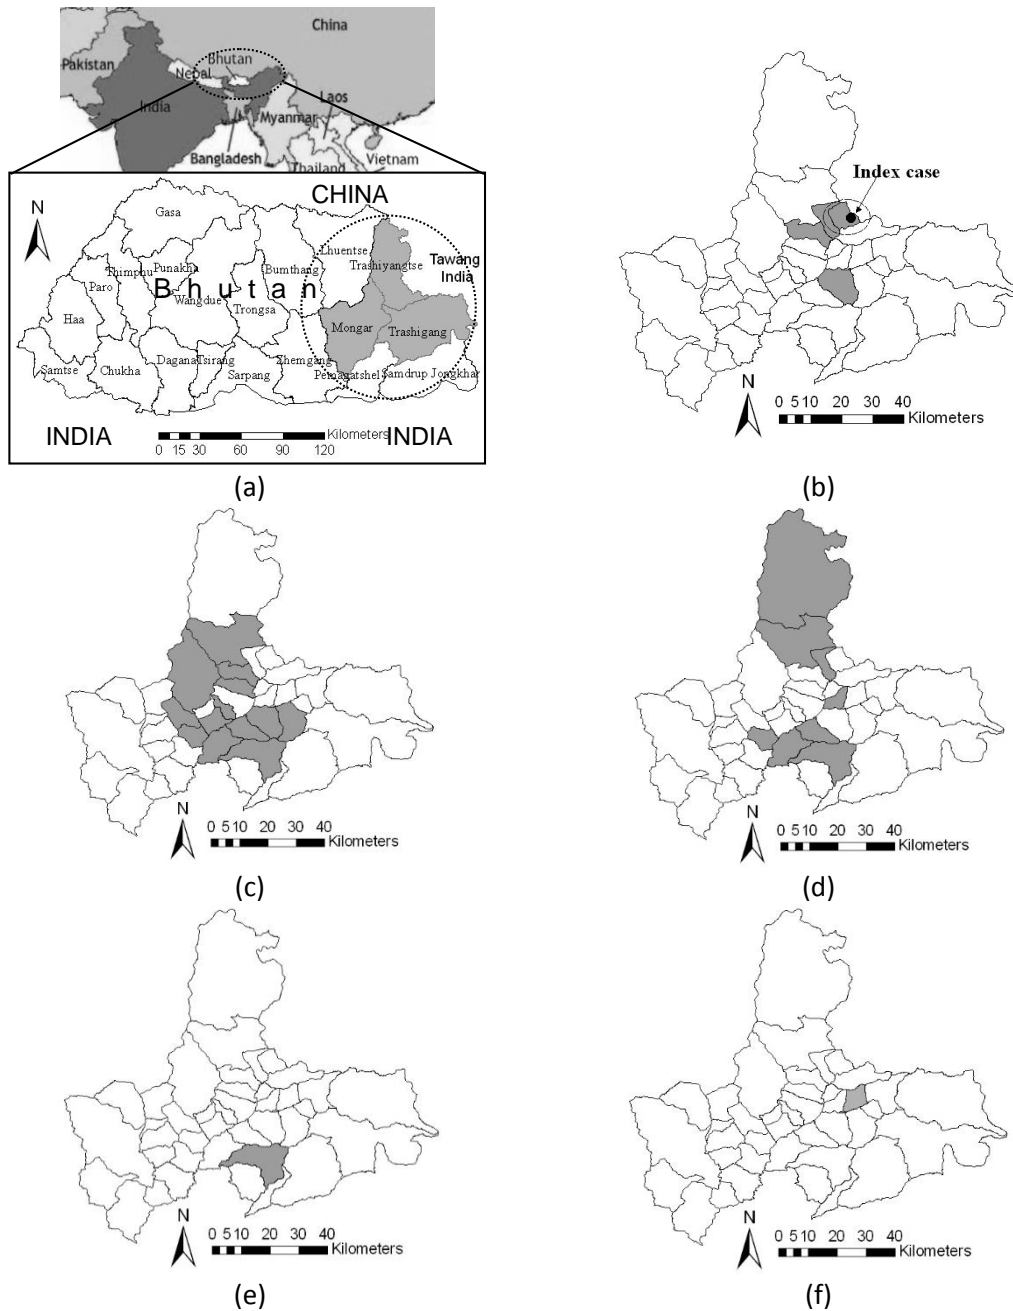 China
Pakistan
Bhutan
Nepal
India
Laos
Myanmar
Bangladesh
Vietnam
Thailand
CHINA
N
Gasa
Lhuentse
Tawang
India
Trashiyangtse
Thimphu
Punakha
Bumthang
Paro
Bhutan
Wangdue
Trongsa
Haa
Mongar
Trashigang
Samtse
Chukha
Dagana
Tsirang
Sarpang
Zhemgang
Pemagatshel
Samdrup Jongkhar
INDIA
INDIA
Kilometers
0 15 30 60 90 120
(a)
Index case
N
0 5 10 20 30 40
Kilometers
(b)
N
0 5 10 20 30 40
Kilometers
(c)
N
0 5 10 20 30 40
Kilometers
(d)
N
0 5 10 20 30 40
Kilometers
(e)
N
0 5 10 20 30 40
Kilometers
(f)